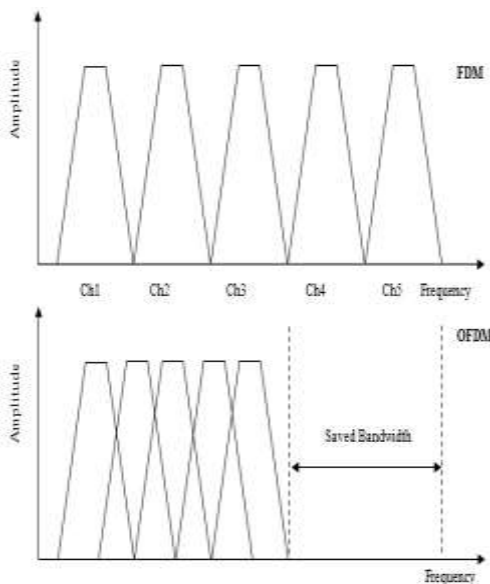 FDM
Amplitude
Ch1 Ch2 Ch3 Ch4 Ch5 Frequency
OFDM
Amplitude
Saved Bandwidth
Frequency